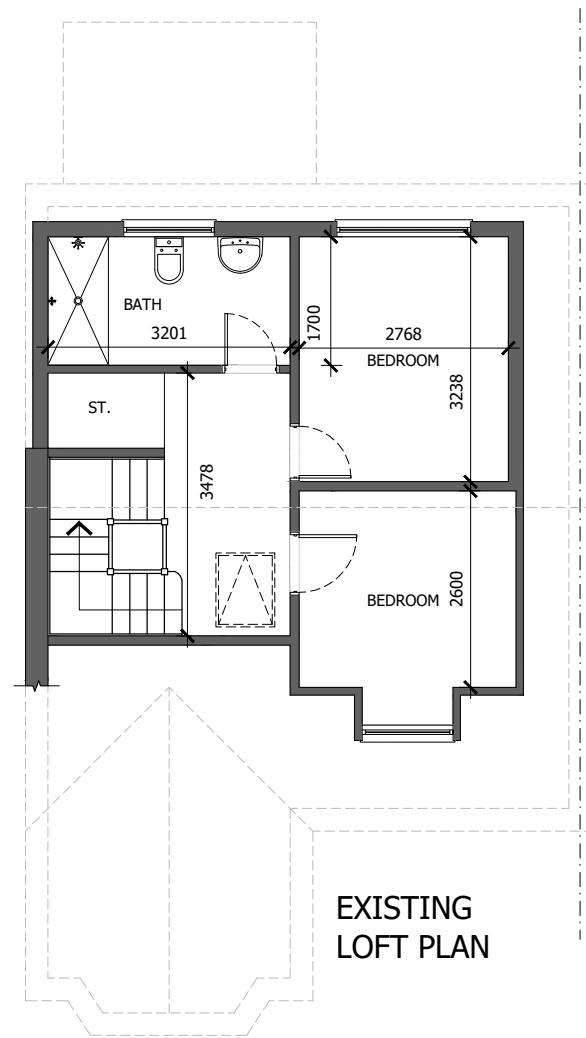 BATH
3201
1700
2768
BEDROOM
3238
ST.
3478
BEDROOM
2600
EXISTING
LOFT PLAN